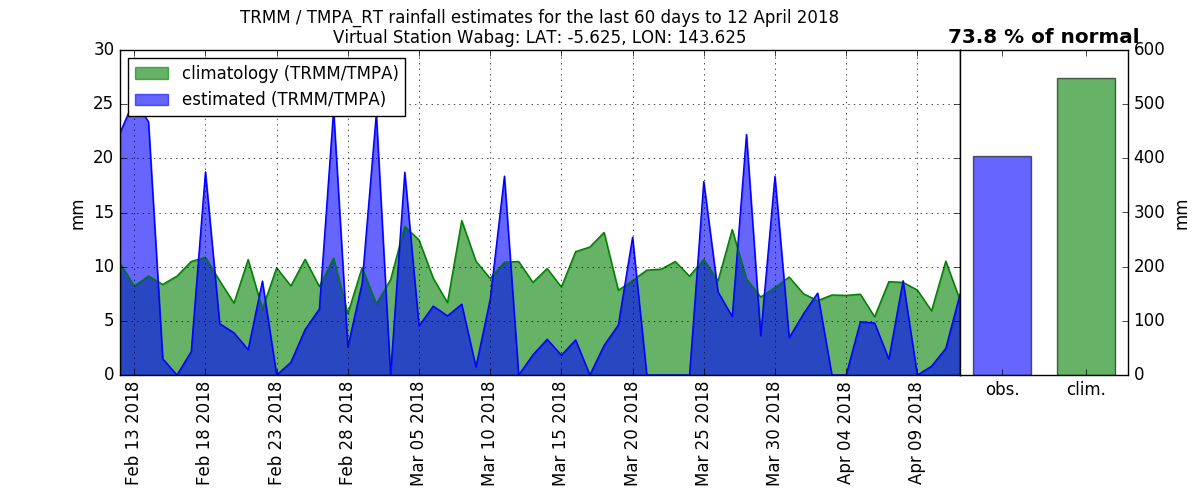 TRMM / TMPA_RT rainfall estimates for the last 60 days to 12 April 2018
Virtual Station Wabag: LAT: -5.625, LON: 143.625
73.8 % of normal
climatology (TRMM/TMPA)
estimated (TRMM/TMPA)
30
25
20
15
10
5
0
mm
Feb 13 2018
Feb 18 2018
Feb 23 2018
Feb 28 2018
Mar 05 2018
Mar 10 2018
Mar 15 2018
Mar 20 2018
Mar 25 2018
Mar 30 2018
Apr 04 2018
Apr 09 2018
600
500
400
300
200
100
0
mm
obs.
clim.